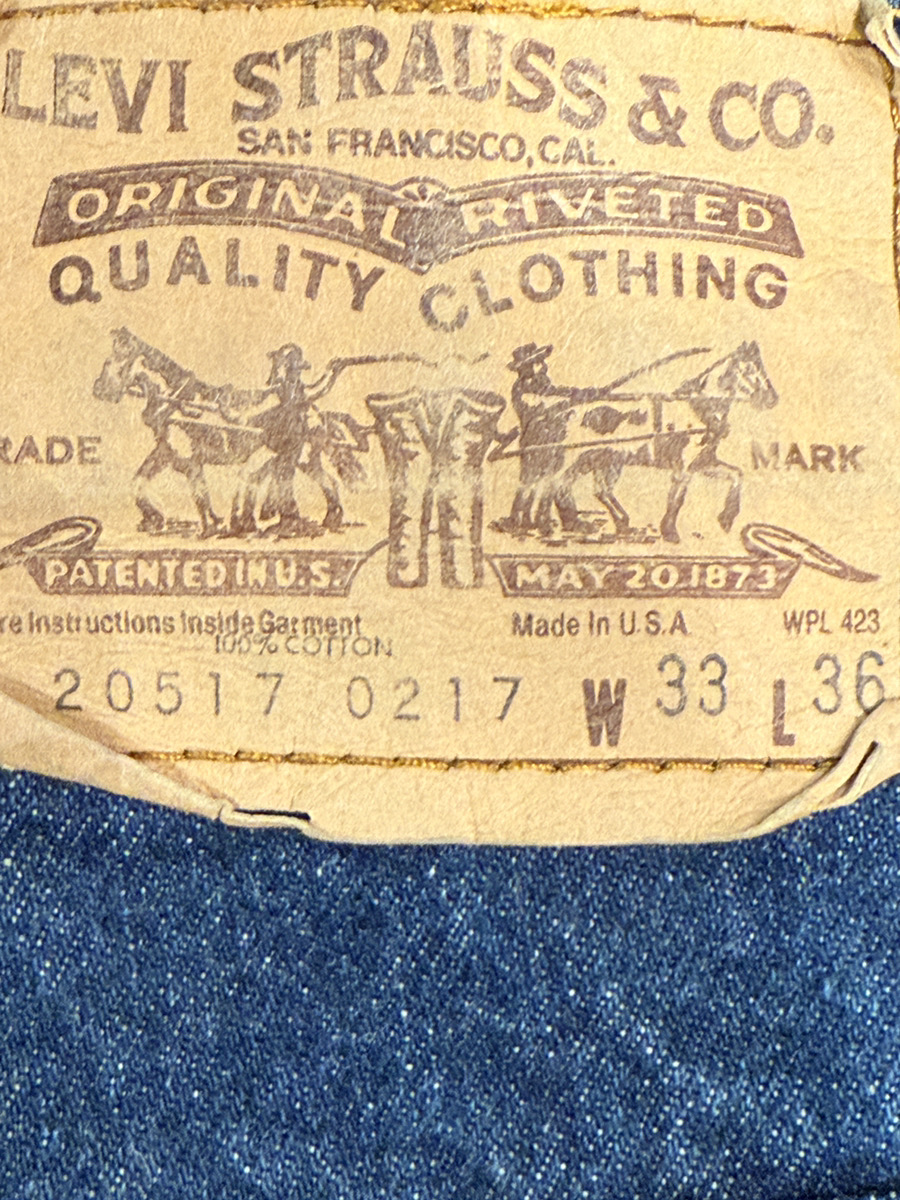 LEVI STRAUSS & CO.
SAN FRANCISCO, CAL.
ORIGINAL RIVETED
QUALITY CLOTHING
RADE MARK
PATENTED IN U.S. MAY 20 1873
re Instructions Inside Garment Made In U.S.A. WPL 423
100% COTTON
20517 0217 W 33 L 36